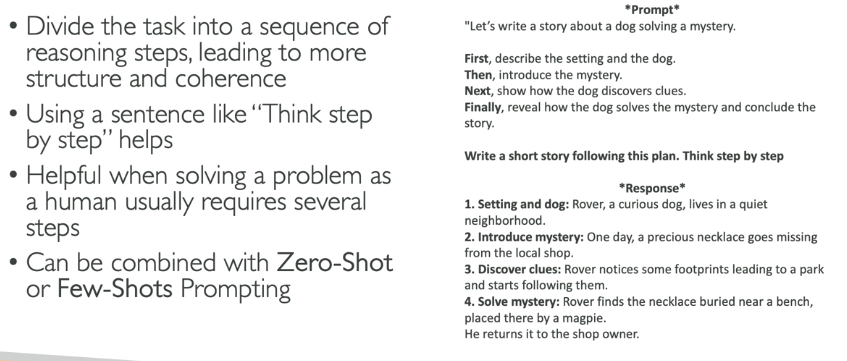 • Divide the task into a sequence of
reasoning steps, leading to more
structure and coherence
• Using a sentence like “Think step
by step” helps
• Helpful when solving a problem as
a human usually requires several
steps
• Can be combined with Zero-Shot
or Few-Shots Prompting
*Prompt*
"Let’s write a story about a dog solving a mystery.
First, describe the setting and the dog.
Then, introduce the mystery.
Next, show how the dog discovers clues.
Finally, reveal how the dog solves the mystery and conclude the
story.
Write a short story following this plan. Think step by step
*Response*
1. Setting and dog: Rover, a curious dog, lives in a quiet
neighborhood.
2. Introduce mystery: One day, a precious necklace goes missing
from the local shop.
3. Discover clues: Rover notices some footprints leading to a park
and starts following them.
4. Solve mystery: Rover finds the necklace buried near a bench,
placed there by a magpie.
He returns it to the shop owner.